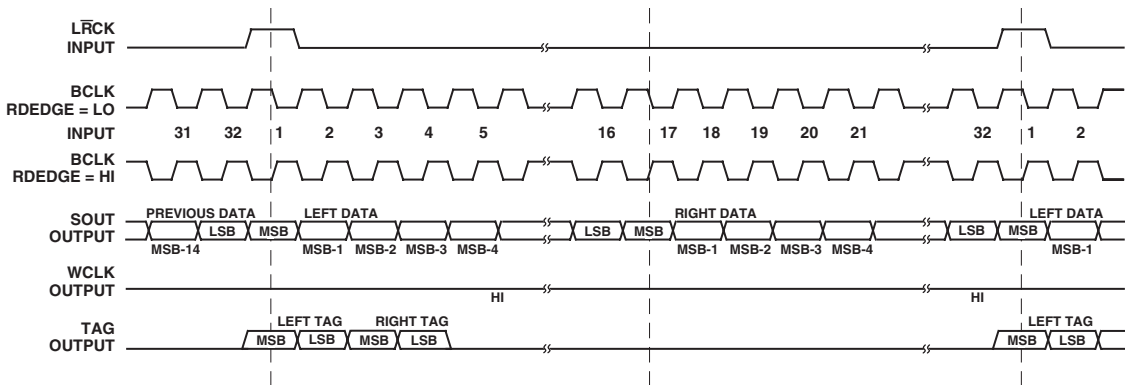 LRCK
INPUT
BCLK
RDEDGE = LO
INPUT 31 32 1 2 3 4 5 16 17 18 19 20 21 32 1 2
BCLK
RDEDGE = HI
SOUT PREVIOUS DATA LEFT DATA RIGHT DATA LEFT DATA
OUTPUT LSB MSB LSB MSB LSB MSB
MSB-14 MSB-1 MSB-2 MSB-3 MSB-4 MSB-1 MSB-2 MSB-3 MSB-4 MSB-1
WCLK
OUTPUT
HI HI
TAG LEFT TAG RIGHT TAG LEFT TAG
OUTPUT MSB LSB MSB LSB MSB LSB